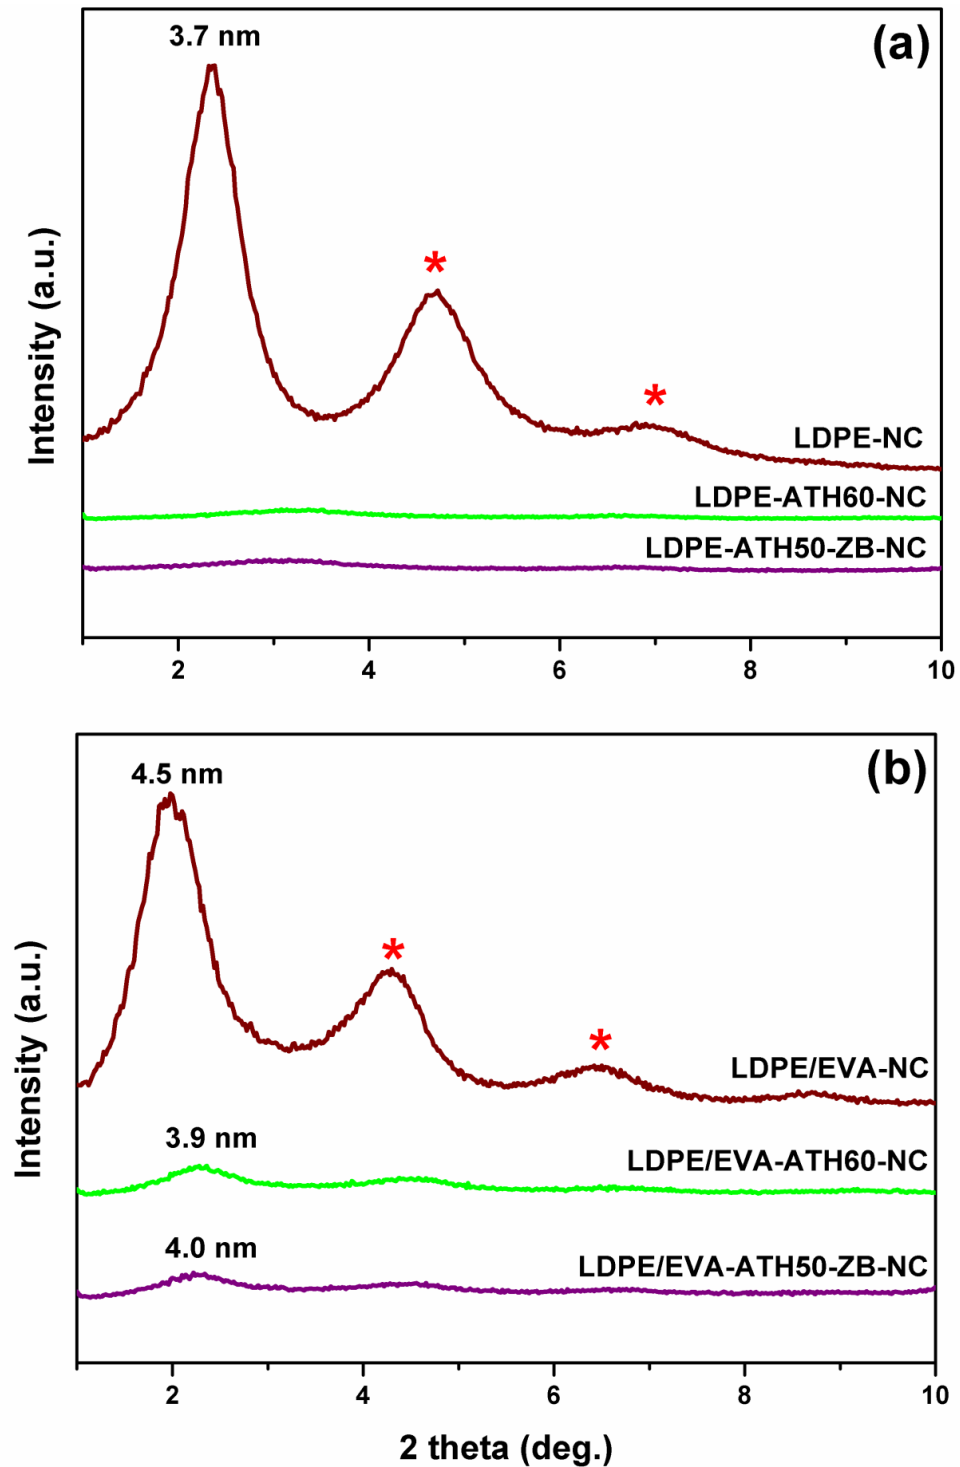 3.7 nm
(a)
*
*
Intensity (a.u.)
LDPE-NC
LDPE-ATH60-NC
LDPE-ATH50-ZB-NC
2 4 6 8 10
4.5 nm
(b)
*
*
Intensity (a.u.)
LDPE/EVA-NC
3.9 nm
LDPE/EVA-ATH60-NC
4.0 nm
LDPE/EVA-ATH50-ZB-NC
2 4 6 8 10
2 theta (deg.)